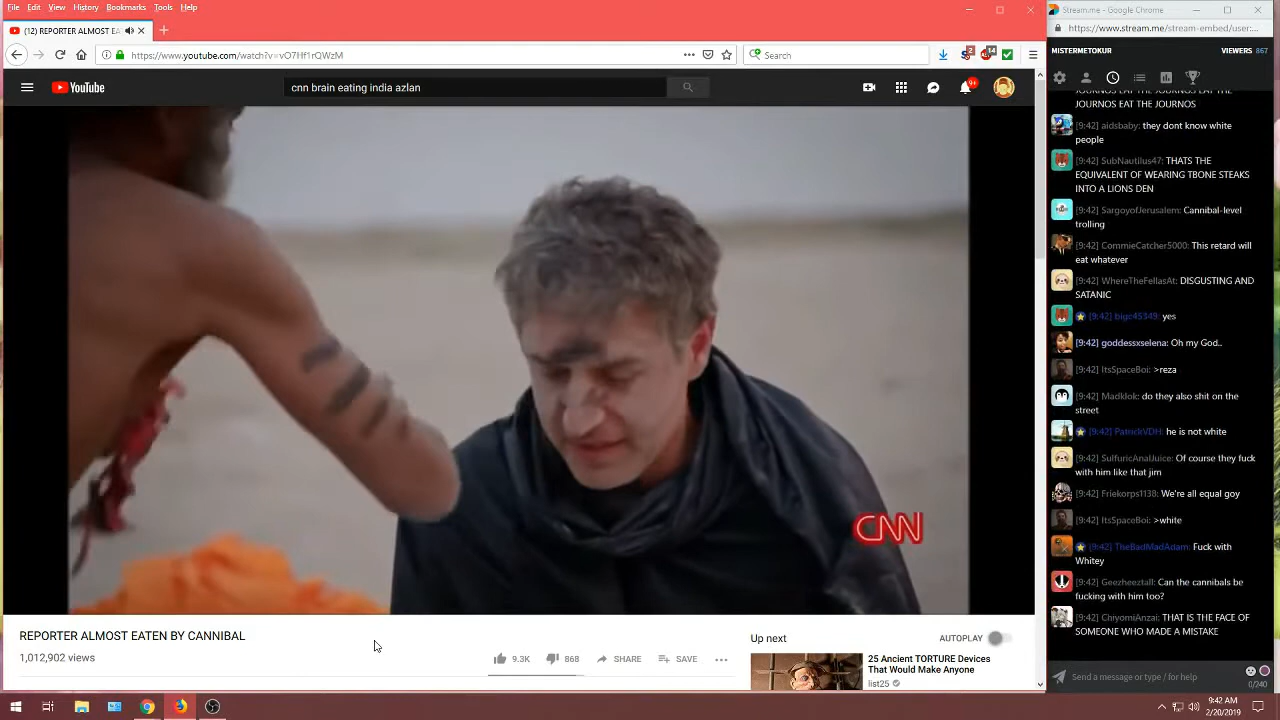 File Edit View History Bookmarks Tools Help
(12) REPORTER ALMOST EA
https://www.youtube.com/watch?v=vO7Hf1rQWzM
Search
2
14
YouTube
cnn brain eating india azlan
9+
CNN
REPORTER ALMOST EATEN BY CANNIBAL
1,012,902 views
9.3K 868 SHARE SAVE
Up next
AUTOPLAY
25 Ancient TORTURE Devices
That Would Make Anyone
list25
Stream.me - Google Chrome
https://www.stream.me/stream-embed/user:...
MISTERMETOKUR
VIEWERS 867
JOURNOS EAT THE JOURNOS
[9:42] aidsbaby: they dont know white
people
[9:42] SubNautilus47: THATS THE
EQUIVALENT OF WEARING TBONE STEAKS
INTO A LIONS DEN
[9:42] SargoyofJerusalem: Cannibal-level
trolling
[9:42] CommieCatcher5000: This retard will
eat whatever
[9:42] WhereTheFellasAt: DISGUSTING AND
SATANIC
[9:42] bigc45349: yes
[9:42] goddessxselena: Oh my God..
[9:42] ItsSpaceBoi: >reza
[9:42] Madklok: do they also shit on the
street
[9:42] PatrickVDH: he is not white
[9:42] SulfuricAnalJuice: Of course they fuck
with him like that jim
[9:42] Friekorps1138: We're all equal goy
[9:42] ItsSpaceBoi: >white
[9:42] TheBadMadAdam: Fuck with
Whitey
[9:42] Geezheeztall: Can the cannibals be
fucking with him too?
[9:42] ChiyomiAnzai: THAT IS THE FACE OF
SOMEONE WHO MADE A MISTAKE
Send a message or type / for help
0/240
9:42 AM
2/20/2019